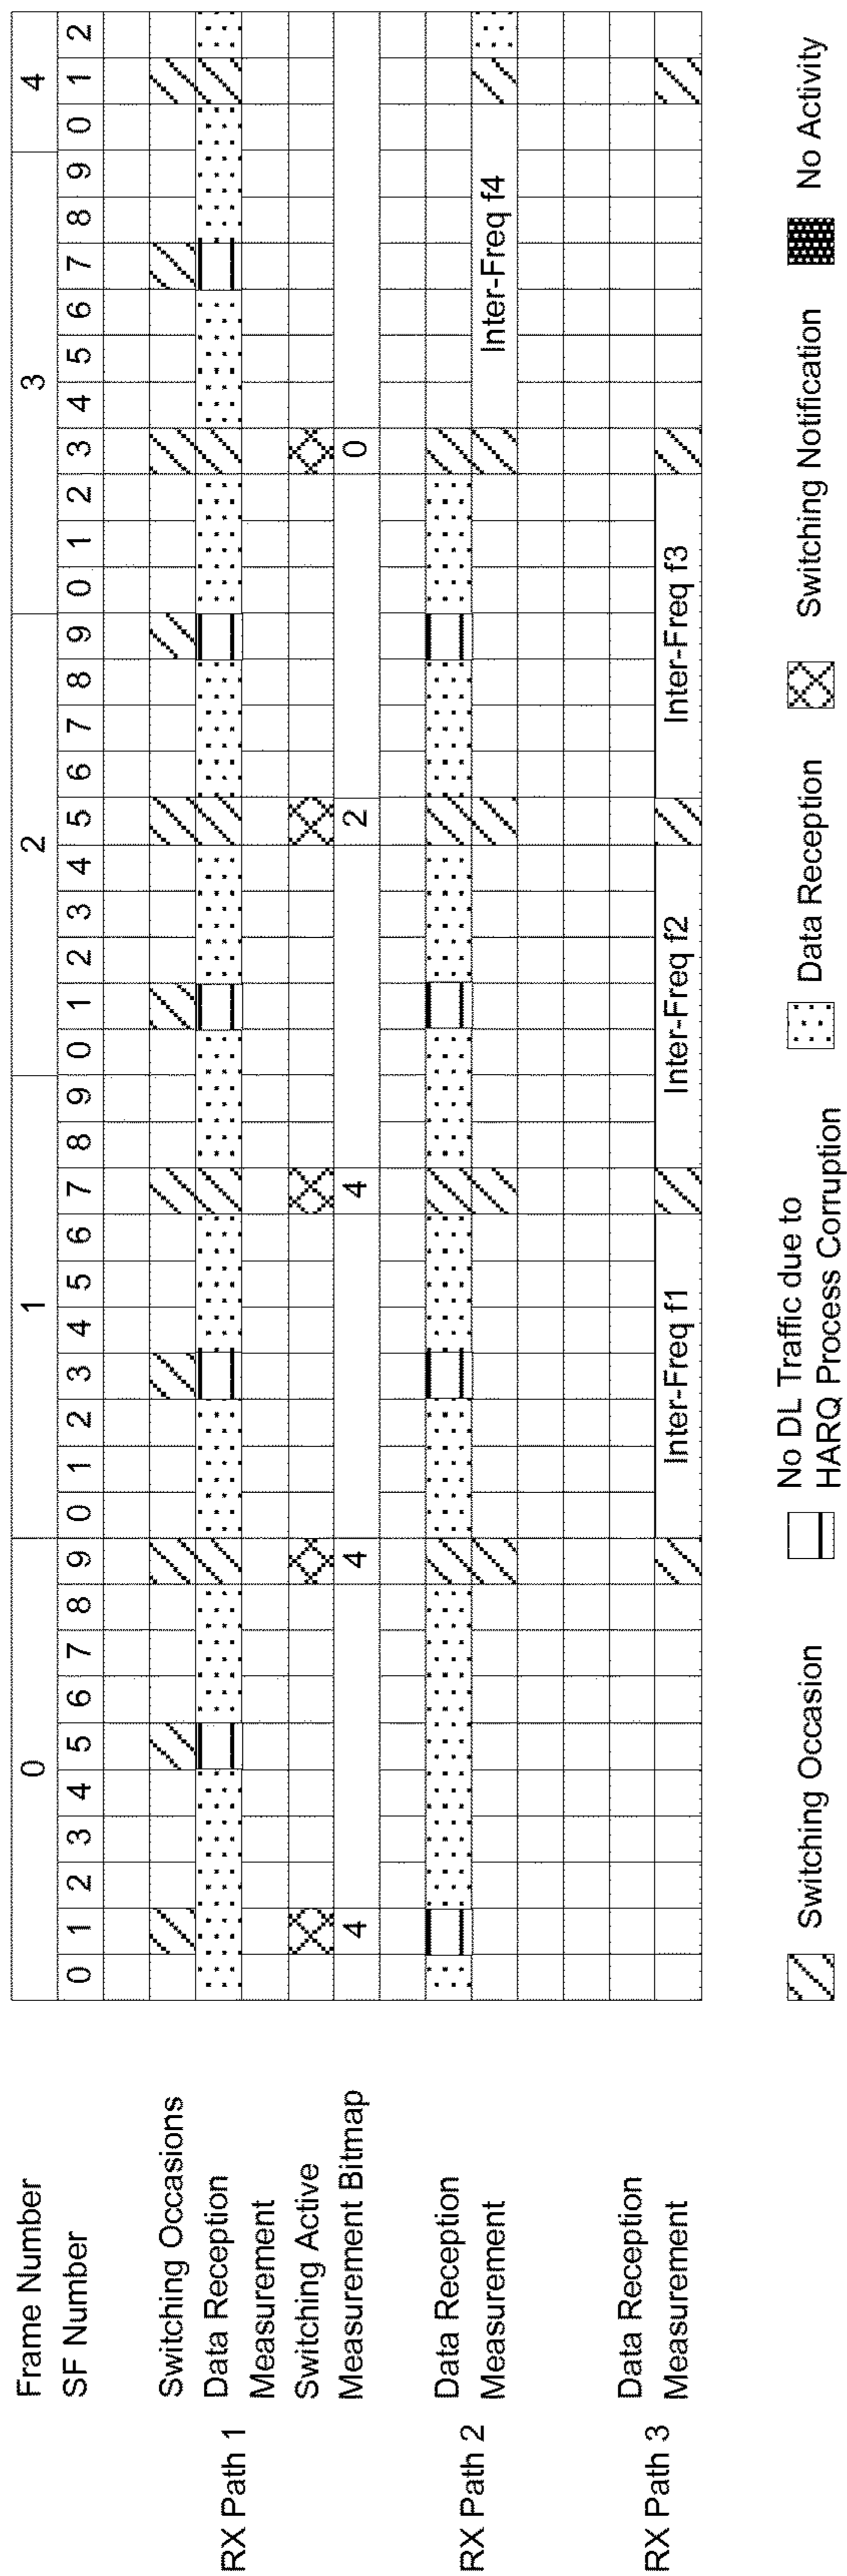 Frame Number 0 1 2 3 4
SF Number 0 1 2 3 4 5 6 7 8 9 0 1 2 3 4 5 6 7 8 9 0 1 2 3 4 5 6 7 8 9 0 1 2 3 4 5 6 7 8 9 0 1 2
Switching Occasions
RX Path 1
Data Reception
Measurement
Switching Active
Measurement Bitmap 4 4 4 2 0
RX Path 2
Data Reception
Measurement Inter-Freq f4
RX Path 3
Data Reception
Measurement Inter-Freq f1 Inter-Freq f2 Inter-Freq f3
Switching Occasion
No DL Traffic due to
HARQ Process Corruption
Data Reception
Switching Notification
No Activity